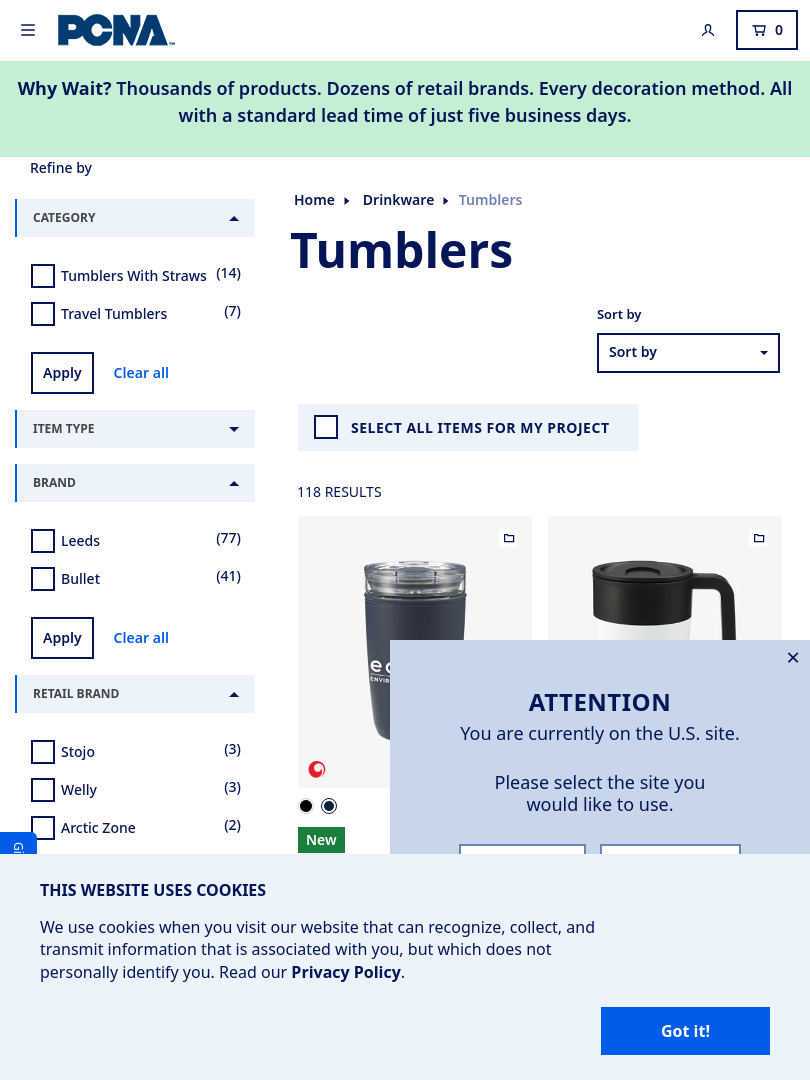 PCNA
0
Why Wait? Thousands of products. Dozens of retail brands. Every decoration method. All
with a standard lead time of just five business days.
Refine by
CATEGORY
Tumblers With Straws (14)
Travel Tumblers (7)
Apply Clear all
ITEM TYPE
BRAND
Leeds (77)
Bullet (41)
Apply Clear all
RETAIL BRAND
Stojo (3)
Welly (3)
Arctic Zone (2)
Home Drinkware Tumblers
Tumblers
Sort by
Sort by
SELECT ALL ITEMS FOR MY PROJECT
118 RESULTS
New
ATTENTION
You are currently on the U.S. site.
Please select the site you
would like to use.
THIS WEBSITE USES COOKIES
We use cookies when you visit our website that can recognize, collect, and
transmit information that is associated with you, but which does not
personally identify you. Read our Privacy Policy.
Got it!